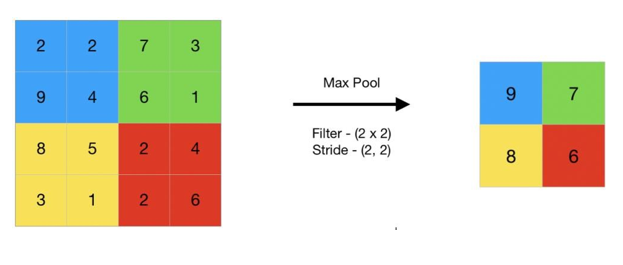 2 2 7 3
9 4 6 1
8 5 2 4
3 1 2 6
Max Pool
Filter - (2 x 2)
Stride - (2, 2)
9 7
8 6